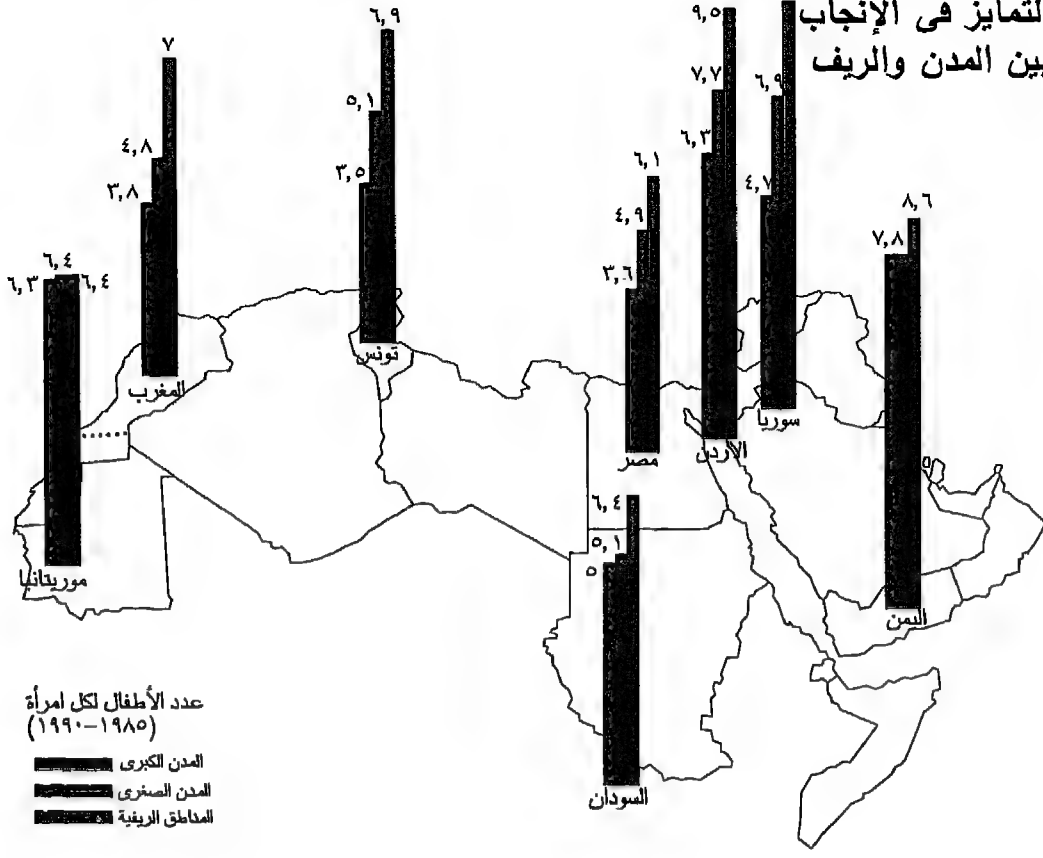 لتمايز فى الإنجاب
بين المدن والريف
٦,٣
٦,٤
٦,٤
موريتانيا
٣,٨
٤,٨
٧
المغرب
٣,٥
٥,١
٦,٩
تونس
٣,٦
٤,٩
٦,١
مصر
٦,٣
٧,٧
٩,٥
الأردن
٤,٧
٦,٩
سوريا
٧,٨
٨,٦
اليمن
٥
٥,١
٦,٤
السودان
عدد الأطفال لكل امرأة
(١٩٨٥-١٩٩٠)
المدن الكبرى
المدن الصغرى
المناطق الريفية